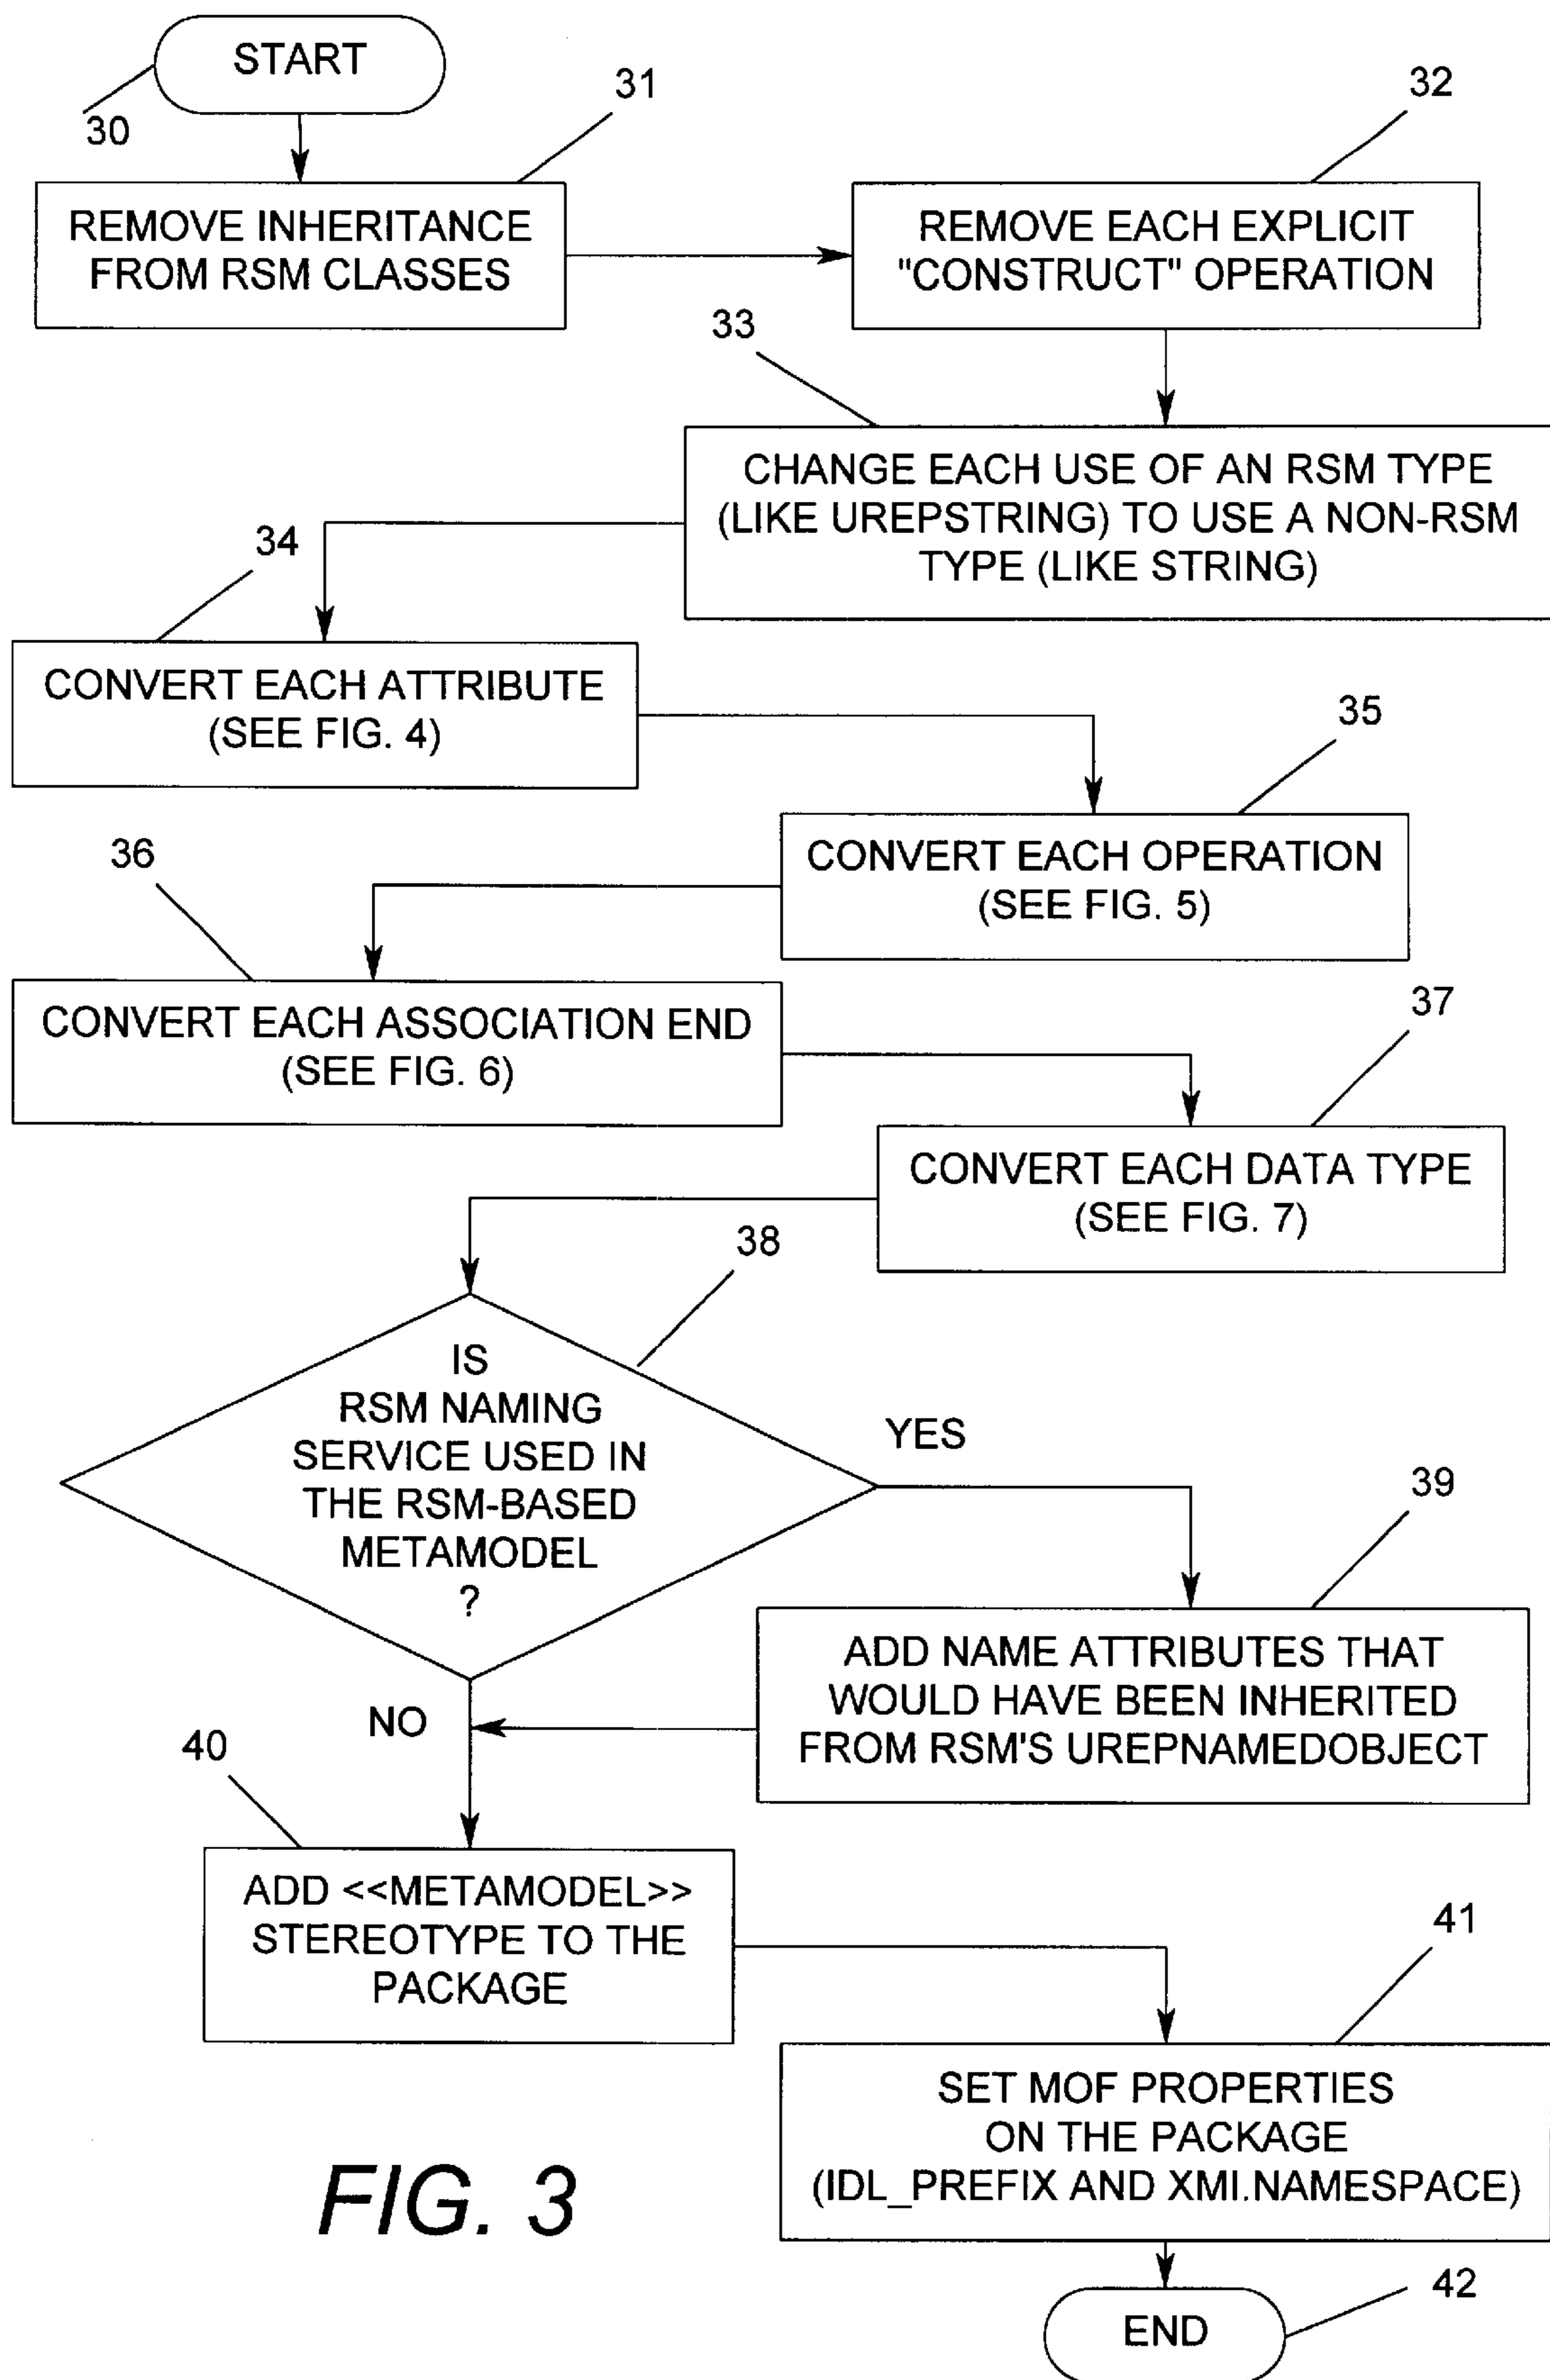 START
30
31
REMOVE INHERITANCE
FROM RSM CLASSES
32
REMOVE EACH EXPLICIT
"CONSTRUCT" OPERATION
33
CHANGE EACH USE OF AN RSM TYPE
(LIKE UREPSTRING) TO USE A NON-RSM
TYPE (LIKE STRING)
34
CONVERT EACH ATTRIBUTE
(SEE FIG. 4)
35
CONVERT EACH OPERATION
(SEE FIG. 5)
36
CONVERT EACH ASSOCIATION END
(SEE FIG. 6)
37
CONVERT EACH DATA TYPE
(SEE FIG. 7)
38
IS
RSM NAMING
SERVICE USED IN
THE RSM-BASED
METAMODEL
?
YES
39
ADD NAME ATTRIBUTES THAT
WOULD HAVE BEEN INHERITED
FROM RSM'S UREPNAMEDOBJECT
NO
40
ADD <<METAMODEL>>
STEREOTYPE TO THE
PACKAGE
41
SET MOF PROPERTIES
ON THE PACKAGE
(IDL_PREFIX AND XMI.NAMESPACE)
FIG. 3
42
END